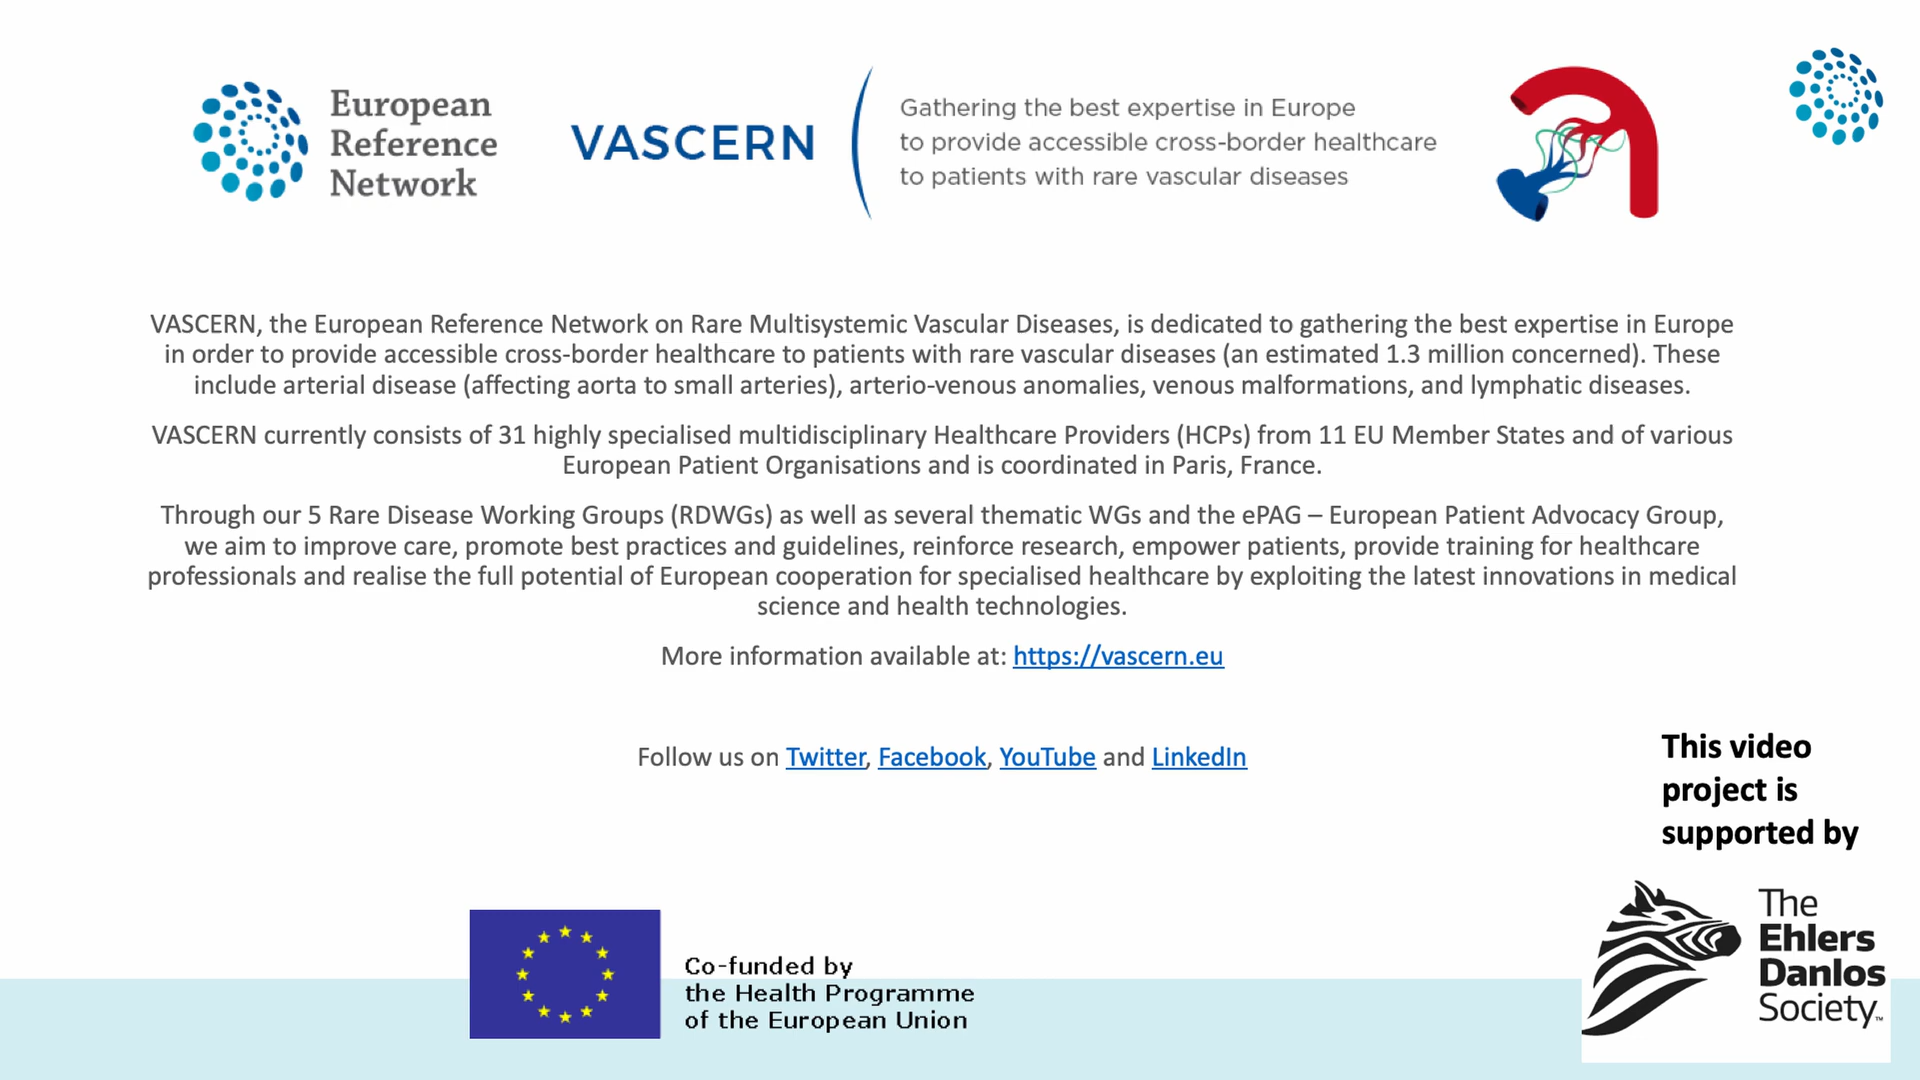 European
Reference
Network
VASCERN
Gathering the best expertise in Europe
to provide accessible cross-border healthcare
to patients with rare vascular diseases
VASCERN, the European Reference Network on Rare Multisystemic Vascular Diseases, is dedicated to gathering the best expertise in Europe
in order to provide accessible cross-border healthcare to patients with rare vascular diseases (an estimated 1.3 million concerned). These
include arterial disease (affecting aorta to small arteries), arterio-venous anomalies, venous malformations, and lymphatic diseases.
VASCERN currently consists of 31 highly specialised multidisciplinary Healthcare Providers (HCPs) from 11 EU Member States and of various
European Patient Organisations and is coordinated in Paris, France.
Through our 5 Rare Disease Working Groups (RDWGs) as well as several thematic WGs and the ePAG – European Patient Advocacy Group,
we aim to improve care, promote best practices and guidelines, reinforce research, empower patients, provide training for healthcare
professionals and realise the full potential of European cooperation for specialised healthcare by exploiting the latest innovations in medical
science and health technologies.
More information available at: https://vascern.eu
Follow us on Twitter, Facebook, YouTube and LinkedIn
This video
project is
supported by
The
Ehlers
Danlos
Society™
Co-funded by
the Health Programme
of the European Union